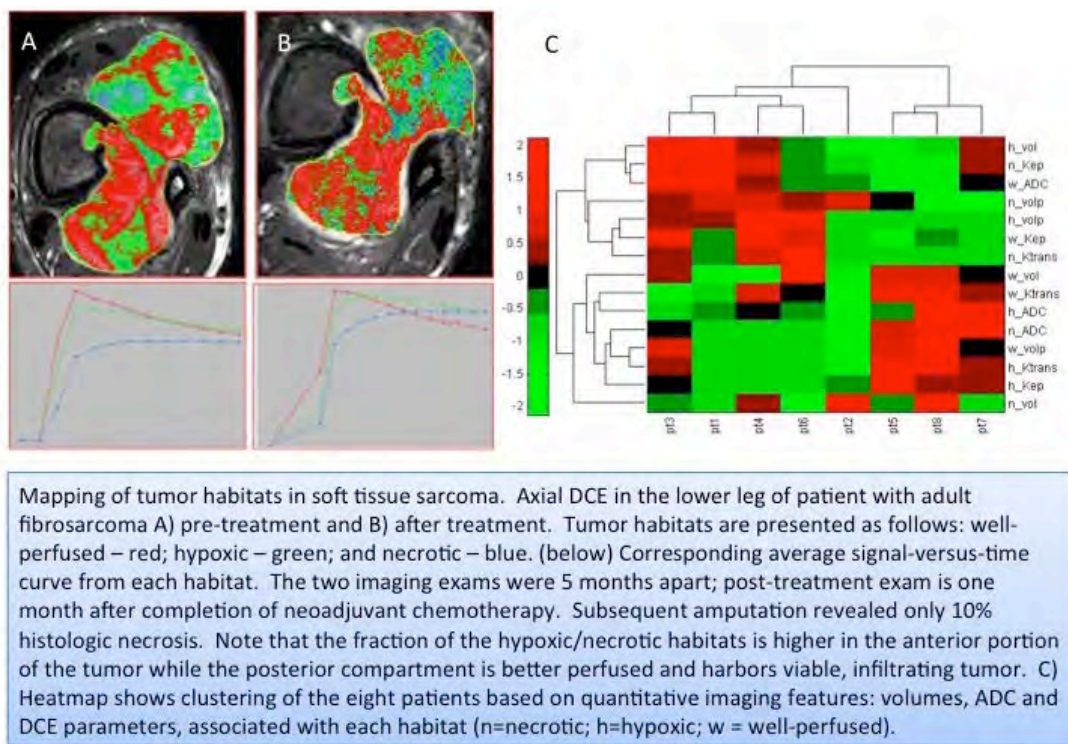 A
B
C
2
1.5
1
0.5
0
-0.5
-1
-1.5
-2
h_vol
n_Kep
w_ADC
n_volp
h_volp
w_Kep
n_Ktrans
w_vol
w_Ktrans
h_ADC
n_ADC
w_volp
h_Ktrans
h_Kep
n_vol
pt3
pt1
pt4
pt6
pt2
pt5
pt8
pt7
Mapping of tumor habitats in soft tissue sarcoma. Axial DCE in the lower leg of patient with adult
fibrosarcoma A) pre-treatment and B) after treatment. Tumor habitats are presented as follows: well-
perfused – red; hypoxic – green; and necrotic – blue. (below) Corresponding average signal-versus-time
curve from each habitat. The two imaging exams were 5 months apart; post-treatment exam is one
month after completion of neoadjuvant chemotherapy. Subsequent amputation revealed only 10%
histologic necrosis. Note that the fraction of the hypoxic/necrotic habitats is higher in the anterior portion
of the tumor while the posterior compartment is better perfused and harbors viable, infiltrating tumor. C)
Heatmap shows clustering of the eight patients based on quantitative imaging features: volumes, ADC and
DCE parameters, associated with each habitat (n=necrotic; h=hypoxic; w = well-perfused).